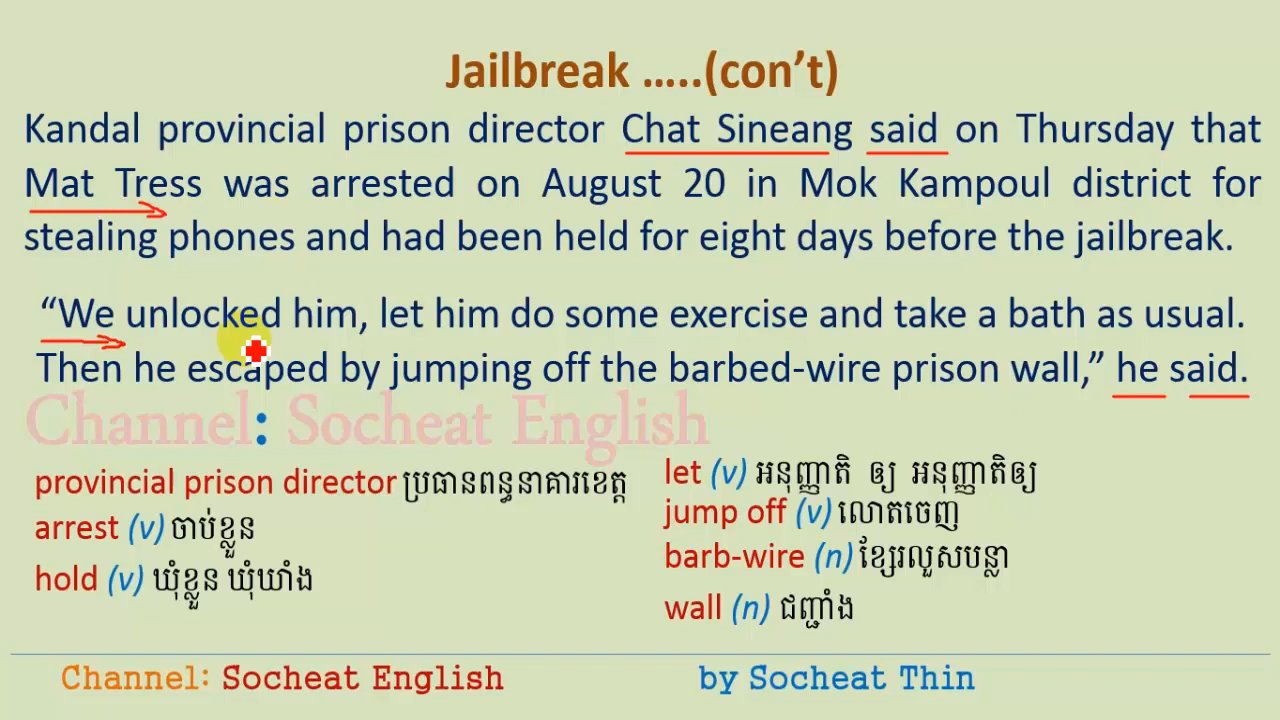 Jailbreak …..(con’t)
Kandal provincial prison director Chat Sineang said on Thursday that
Mat Tress was arrested on August 20 in Mok Kampoul district for
stealing phones and had been held for eight days before the jailbreak.
“We unlocked him, let him do some exercise and take a bath as usual.
Then he escaped by jumping off the barbed-wire prison wall,” he said.
Channel: Socheat English
provincial prison director ប្រធានពន្ធនាគារខេត្ត
arrest (v) ចាប់ខ្លួន
hold (v) ឃុំខ្លួន ឃុំឃាំង
let (v) អនុញ្ញាតិ ឲ្យ អនុញ្ញាតិឲ្យ
jump off (v) លោតចេញ
barb-wire (n) ខ្សែរលួសបន្លា
wall (n) ជញ្ជាំង
Channel: Socheat English
by Socheat Thin